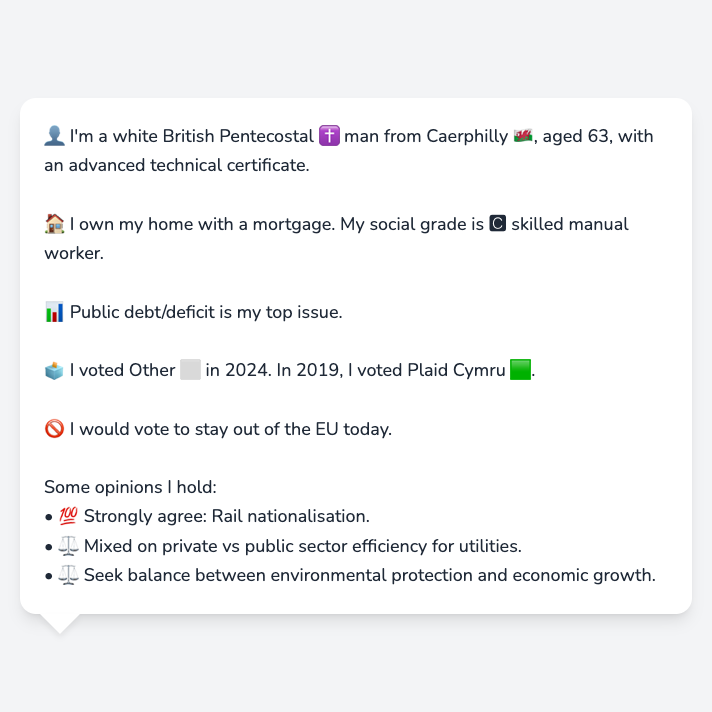 👤 I'm a white British Pentecostal ✝️ man from Caerphilly 🏴󠁧󠁢󠁷󠁬󠁳󠁿, aged 63, with
an advanced technical certificate.
🏠 I own my home with a mortgage. My social grade is 🅲 skilled manual
worker.
📊 Public debt/deficit is my top issue.
🗳️ I voted Other ⬜ in 2024. In 2019, I voted Plaid Cymru 🟩.
🚫 I would vote to stay out of the EU today.
Some opinions I hold:
• 💯 Strongly agree: Rail nationalisation.
• ⚖️ Mixed on private vs public sector efficiency for utilities.
• ⚖️ Seek balance between environmental protection and economic growth.